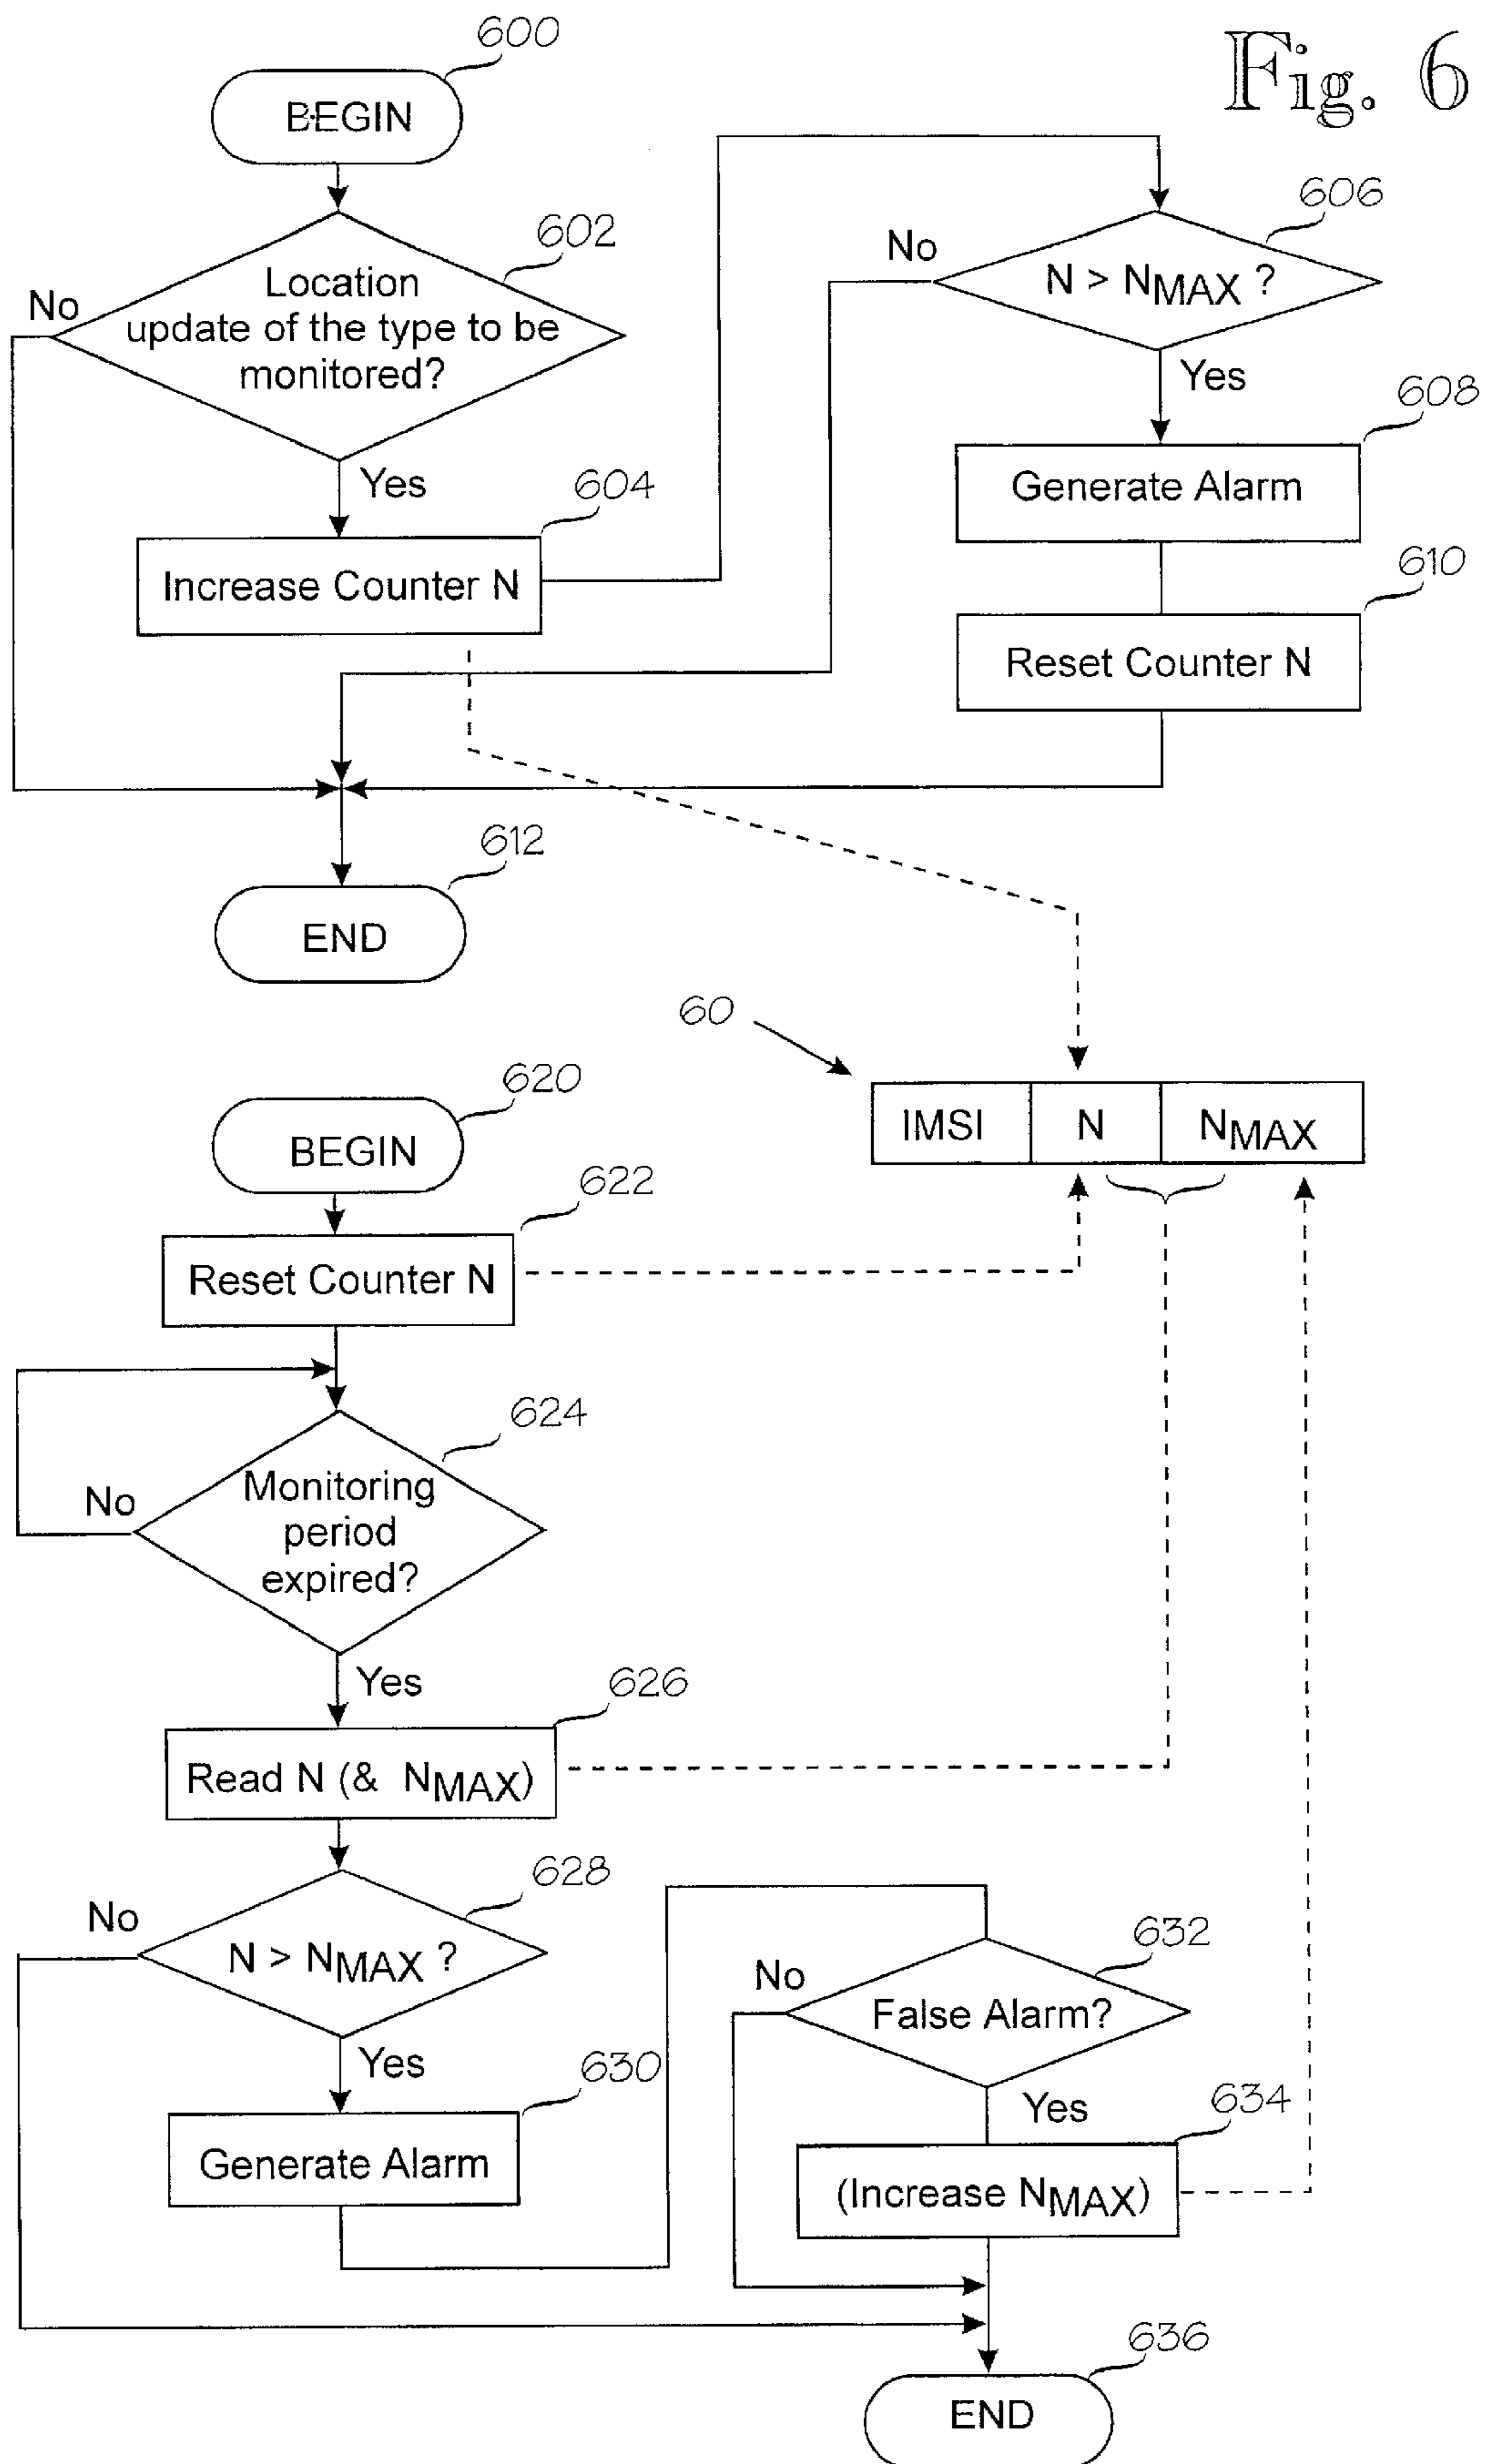 Fig. 6
600
BEGIN
602
Location
update of the type to be
monitored?
No
Yes
604
Increase Counter N
606
N > NMAX ?
No
Yes
608
Generate Alarm
610
Reset Counter N
612
END
60
IMSI N NMAX
620
BEGIN
622
Reset Counter N
624
Monitoring
period
expired?
No
Yes
626
Read N (& NMAX)
628
N > NMAX ?
No
Yes
630
Generate Alarm
632
False Alarm?
No
Yes
634
(Increase NMAX)
636
END